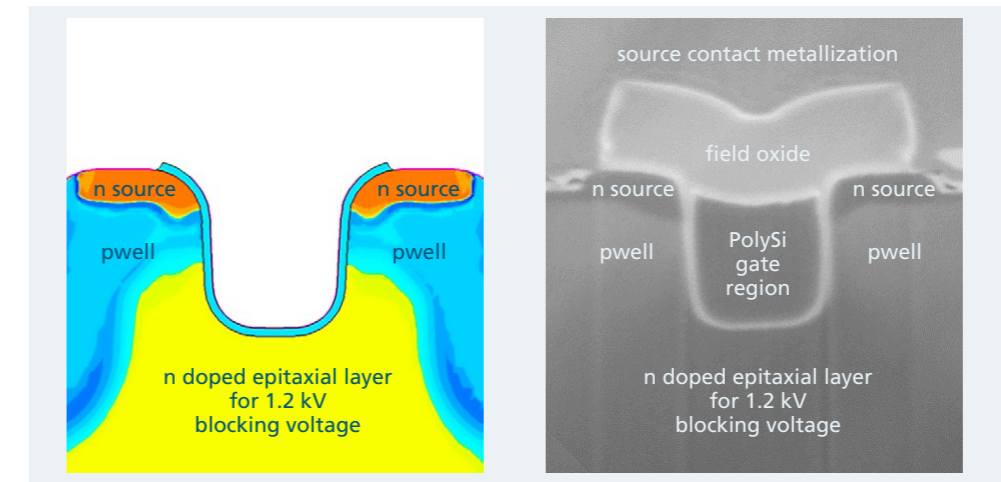 n source
n source
pwell
pwell
n doped epitaxial layer
for 1.2 kV
blocking voltage
source contact metallization
field oxide
n source
n source
PolySi
gate
region
pwell
pwell
n doped epitaxial layer
for 1.2 kV
blocking voltage